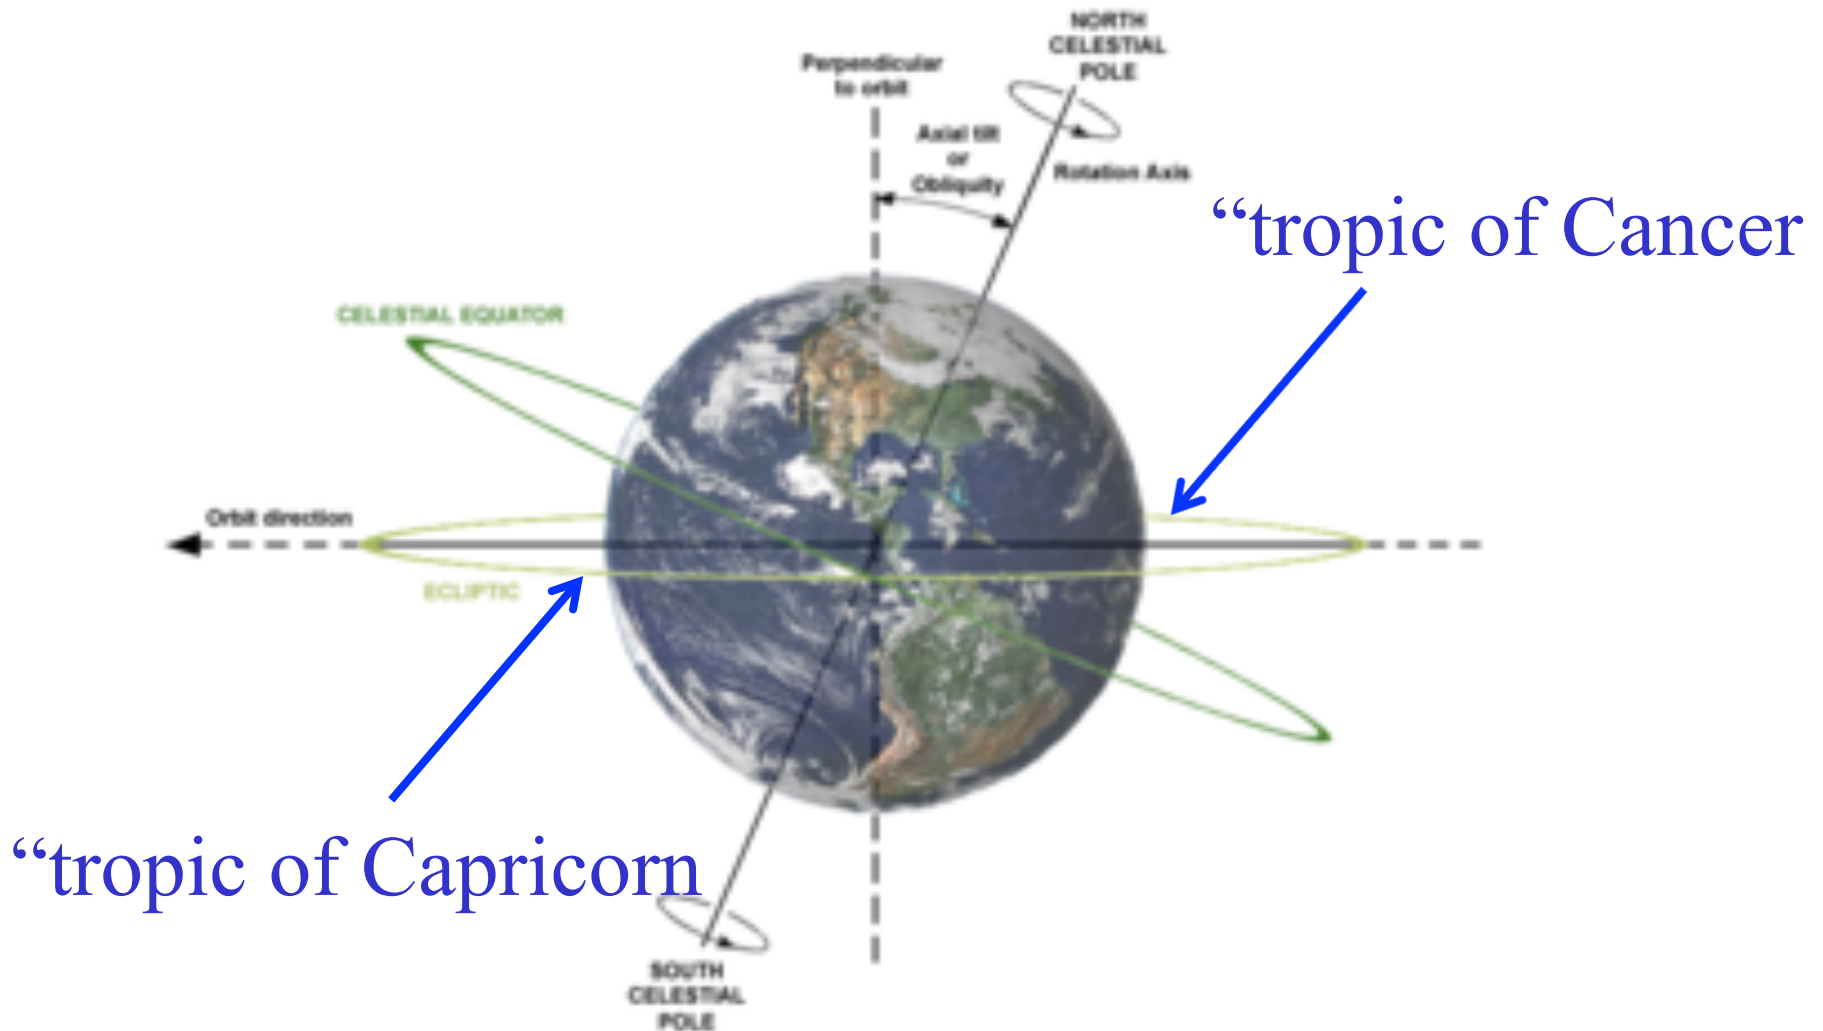 NORTH
CELESTIAL
POLE
Perpendicular
to orbit
Axial tilt
or
Obliquity
Rotation Axis
“tropic of Cancer
CELESTIAL EQUATOR
Orbit direction
ECLIPTIC
“tropic of Capricorn
SOUTH
CELESTIAL
POLE